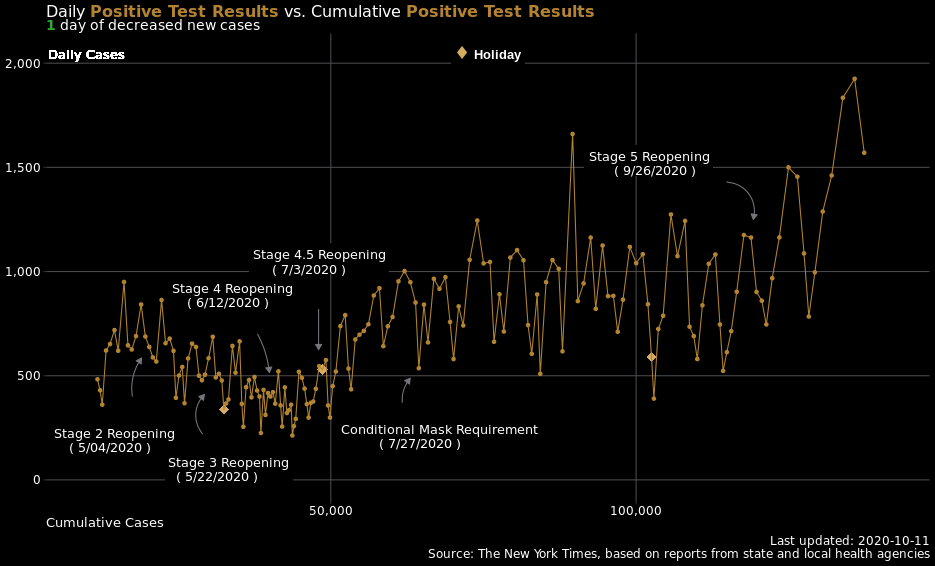 Daily Positive Test Results vs. Cumulative Positive Test Results
1 day of decreased new cases
Daily Cases
Holiday
2,000
1,500
1,000
500
0
Stage 5 Reopening
( 9/26/2020 )
Stage 4.5 Reopening
( 7/3/2020 )
Stage 4 Reopening
( 6/12/2020 )
Conditional Mask Requirement
( 7/27/2020 )
Stage 2 Reopening
( 5/04/2020 )
Stage 3 Reopening
( 5/22/2020 )
50,000
100,000
Cumulative Cases
Last updated: 2020-10-11
Source: The New York Times, based on reports from state and local health agencies